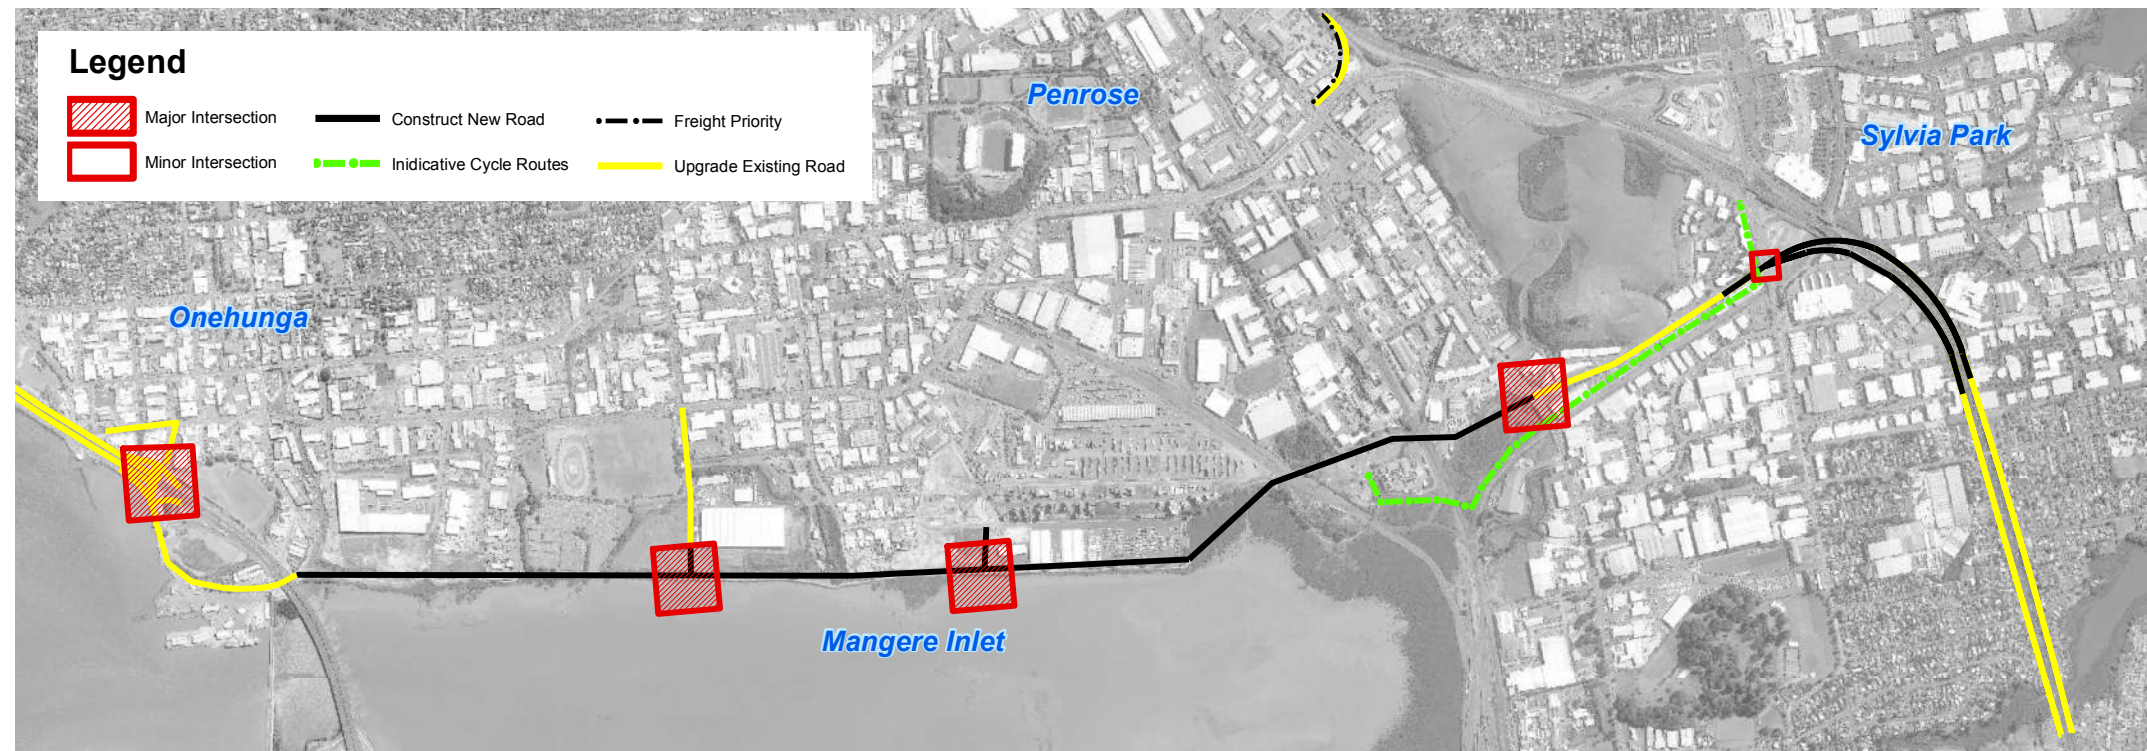 Legend
Major Intersection
Construct New Road
Freight Priority
Minor Intersection
Inidicative Cycle Routes
Upgrade Existing Road
Penrose
Sylvia Park
Onehunga
Mangere Inlet